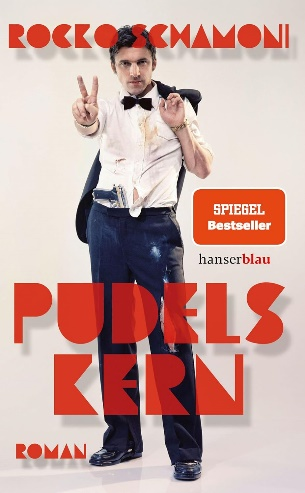 ROCKO SCHAMONI
SPIEGEL
Bestseller
hanserblau
PUDELS
KERN
ROMAN